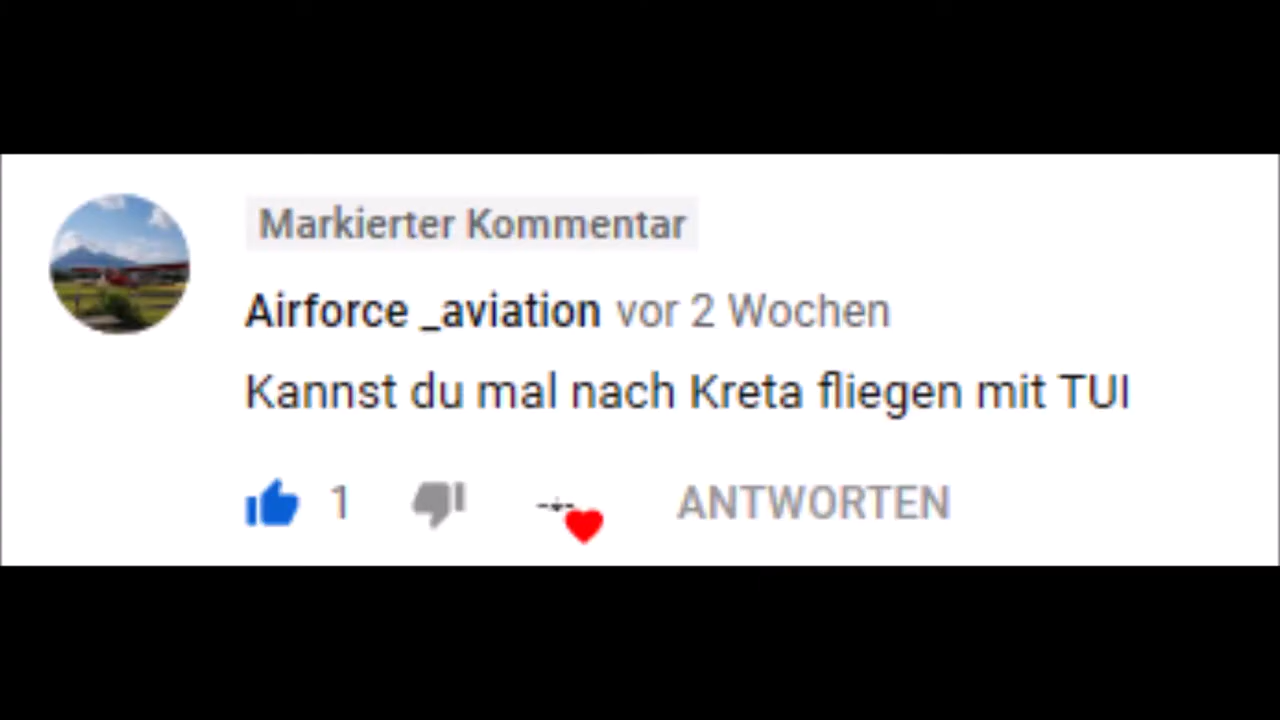 Markierter Kommentar
Airforce _aviation vor 2 Wochen
Kannst du mal nach Kreta fliegen mit TUI
1 ANTWORTEN